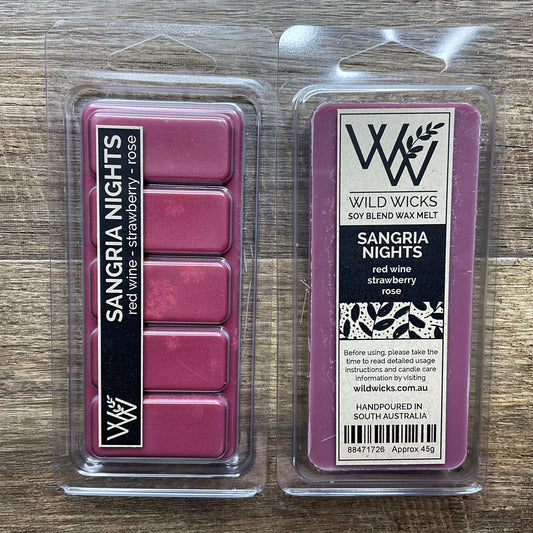 SANGRIA NIGHTS
red wine - strawberry - rose
WW
WW
WILD WICKS
SOY BLEND WAX MELT
SANGRIA
NIGHTS
red wine
strawberry
rose
Before using, please take the
time to read detailed usage
instructions and candle care
information by visiting
wildwicks.com.au
HANDPOURED IN
SOUTH AUSTRALIA
88471726 Approx 45g